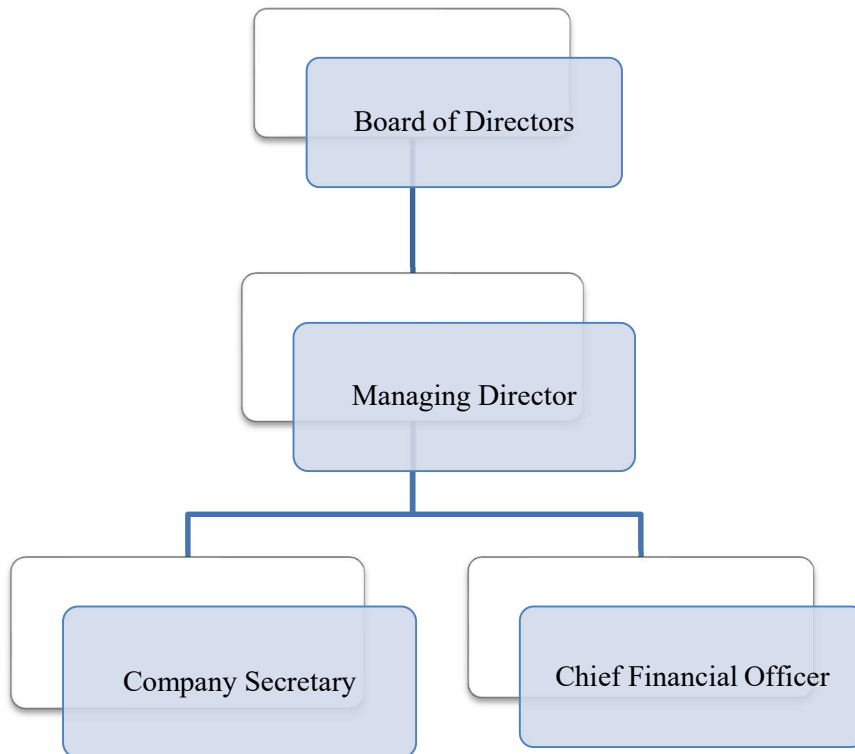 Board of Directors
Managing Director
Company Secretary
Chief Financial Officer